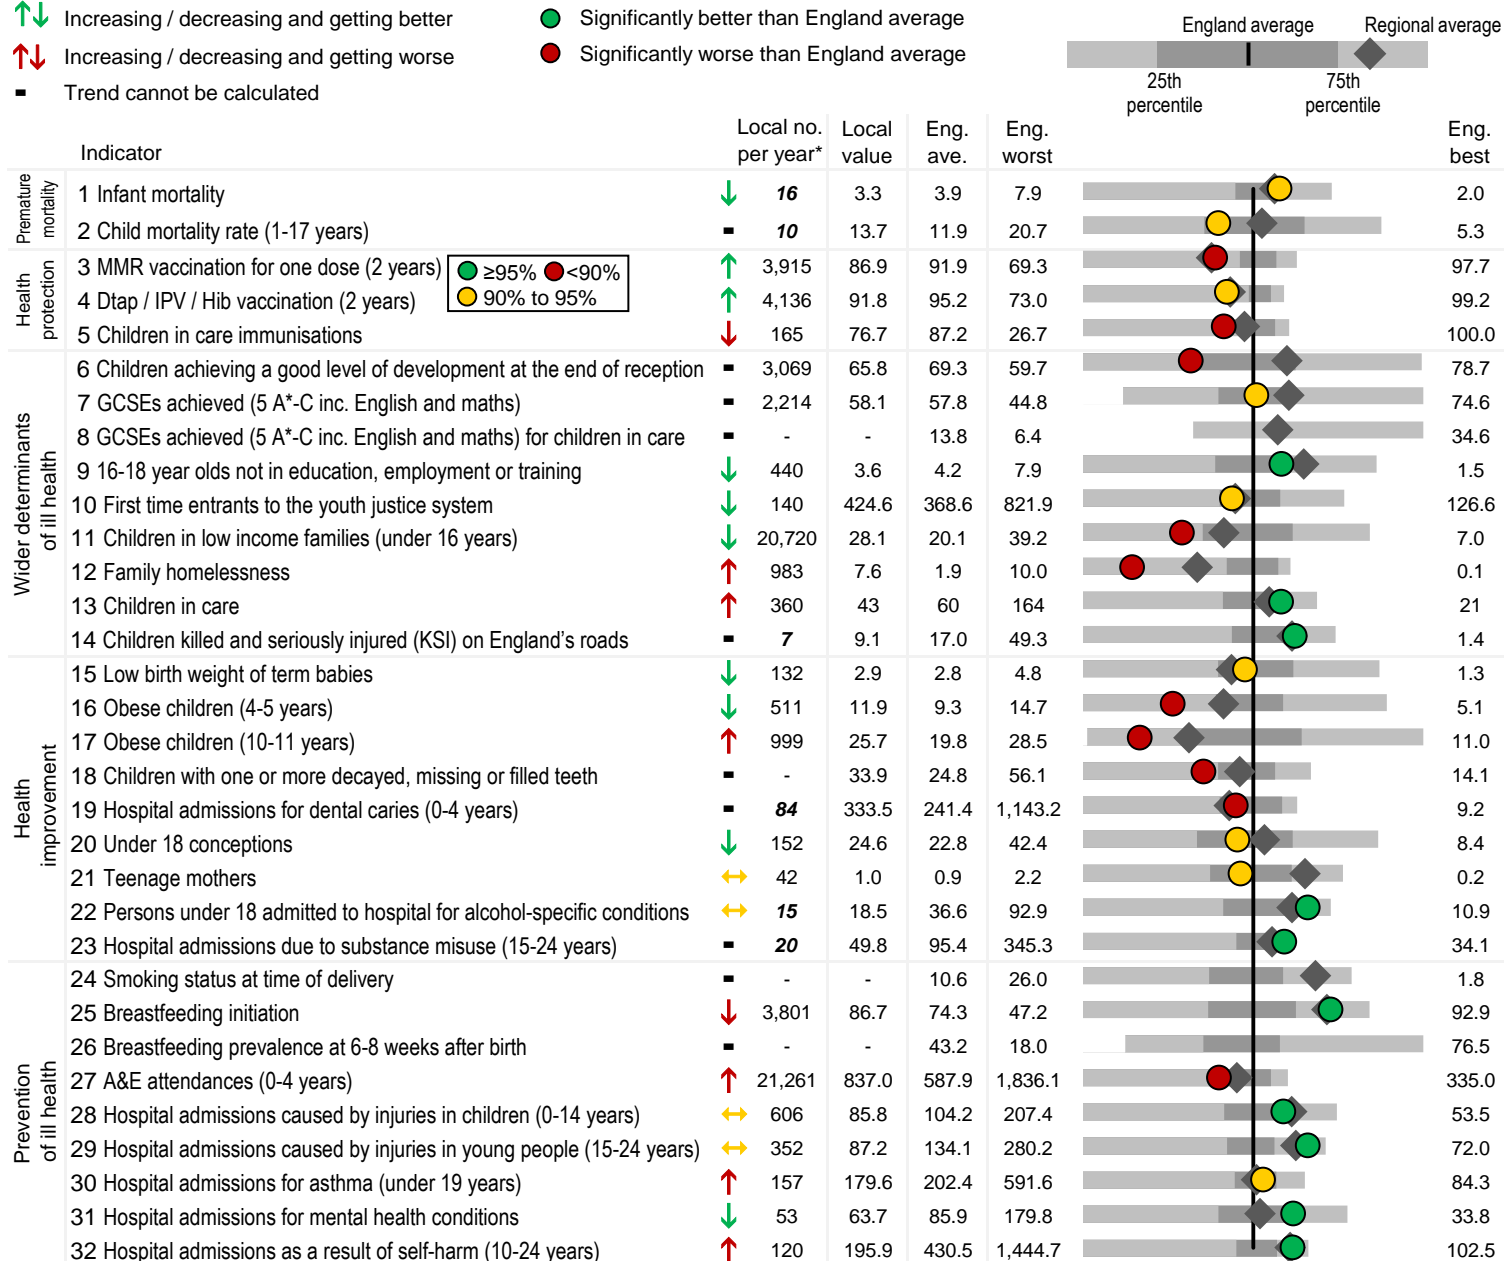 Increasing / decreasing and getting better
Significantly better than England average
England average
Regional average
Increasing / decreasing and getting worse
Significantly worse than England average
Trend cannot be calculated
25th percentile
75th percentile
Indicator
Local no. per year*
Local value
Eng. ave.
Eng. worst
Eng. best
Premature mortality
1 Infant mortality 16 3.3 3.9 7.9 2.0
2 Child mortality rate (1-17 years) 10 13.7 11.9 20.7 5.3
Health protection
3 MMR vaccination for one dose (2 years) 3,915 86.9 91.9 69.3 97.7
≥95% <90%
90% to 95%
4 Dtap / IPV / Hib vaccination (2 years) 4,136 91.8 95.2 73.0 99.2
5 Children in care immunisations 165 76.7 87.2 26.7 100.0
Wider determinants of ill health
6 Children achieving a good level of development at the end of reception 3,069 65.8 69.3 59.7 78.7
7 GCSEs achieved (5 A*-C inc. English and maths) 2,214 58.1 57.8 44.8 74.6
8 GCSEs achieved (5 A*-C inc. English and maths) for children in care - - 13.8 6.4 34.6
9 16-18 year olds not in education, employment or training 440 3.6 4.2 7.9 1.5
10 First time entrants to the youth justice system 140 424.6 368.6 821.9 126.6
11 Children in low income families (under 16 years) 20,720 28.1 20.1 39.2 7.0
12 Family homelessness 983 7.6 1.9 10.0 0.1
13 Children in care 360 43 60 164 21
14 Children killed and seriously injured (KSI) on England's roads 7 9.1 17.0 49.3 1.4
Health improvement
15 Low birth weight of term babies 132 2.9 2.8 4.8 1.3
16 Obese children (4-5 years) 511 11.9 9.3 14.7 5.1
17 Obese children (10-11 years) 999 25.7 19.8 28.5 11.0
18 Children with one or more decayed, missing or filled teeth - 33.9 24.8 56.1 14.1
19 Hospital admissions for dental caries (0-4 years) 84 333.5 241.4 1,143.2 9.2
20 Under 18 conceptions 152 24.6 22.8 42.4 8.4
21 Teenage mothers 42 1.0 0.9 2.2 0.2
22 Persons under 18 admitted to hospital for alcohol-specific conditions 15 18.5 36.6 92.9 10.9
23 Hospital admissions due to substance misuse (15-24 years) 20 49.8 95.4 345.3 34.1
Prevention of ill health
24 Smoking status at time of delivery - - 10.6 26.0 1.8
25 Breastfeeding initiation 3,801 86.7 74.3 47.2 92.9
26 Breastfeeding prevalence at 6-8 weeks after birth - - 43.2 18.0 76.5
27 A&E attendances (0-4 years) 21,261 837.0 587.9 1,836.1 335.0
28 Hospital admissions caused by injuries in children (0-14 years) 606 85.8 104.2 207.4 53.5
29 Hospital admissions caused by injuries in young people (15-24 years) 352 87.2 134.1 280.2 72.0
30 Hospital admissions for asthma (under 19 years) 157 179.6 202.4 591.6 84.3
31 Hospital admissions for mental health conditions 53 63.7 85.9 179.8 33.8
32 Hospital admissions as a result of self-harm (10-24 years) 120 195.9 430.5 1,444.7 102.5